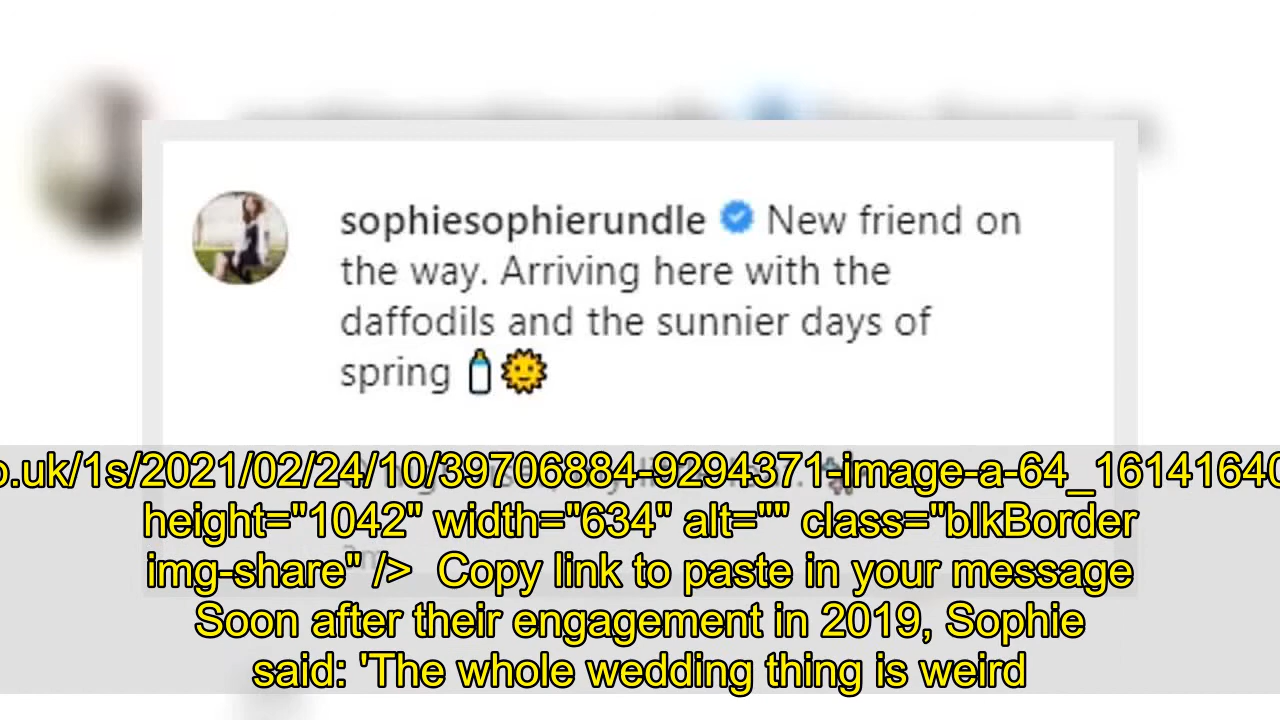 sophiesophierundle New friend on
the way. Arriving here with the
daffodils and the sunnier days of
spring 🍼🌞
o.uk/1s/2021/02/24/10/39706884-9294371-image-a-64_16141640
height="1042" width="634" alt="" class="blkBorder
img-share" /> Copy link to paste in your message
Soon after their engagement in 2019, Sophie
said: 'The whole wedding thing is weird